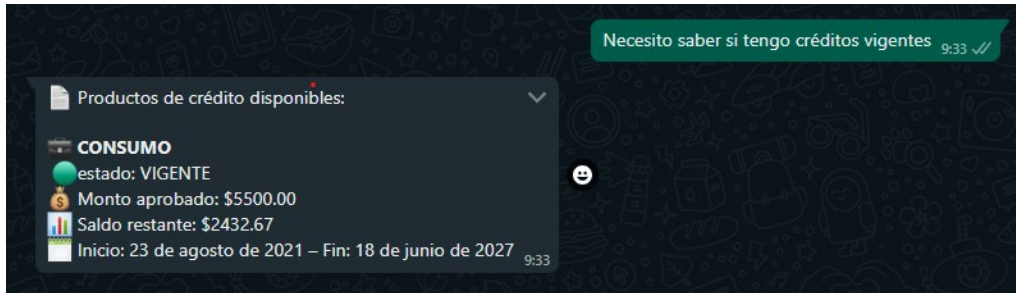 Necesito saber si tengo créditos vigentes 9:33
Productos de crédito disponibles:
CONSUMO
estado: VIGENTE
Monto aprobado: $5500.00
Saldo restante: $2432.67
Inicio: 23 de agosto de 2021 – Fin: 18 de junio de 2027 9:33